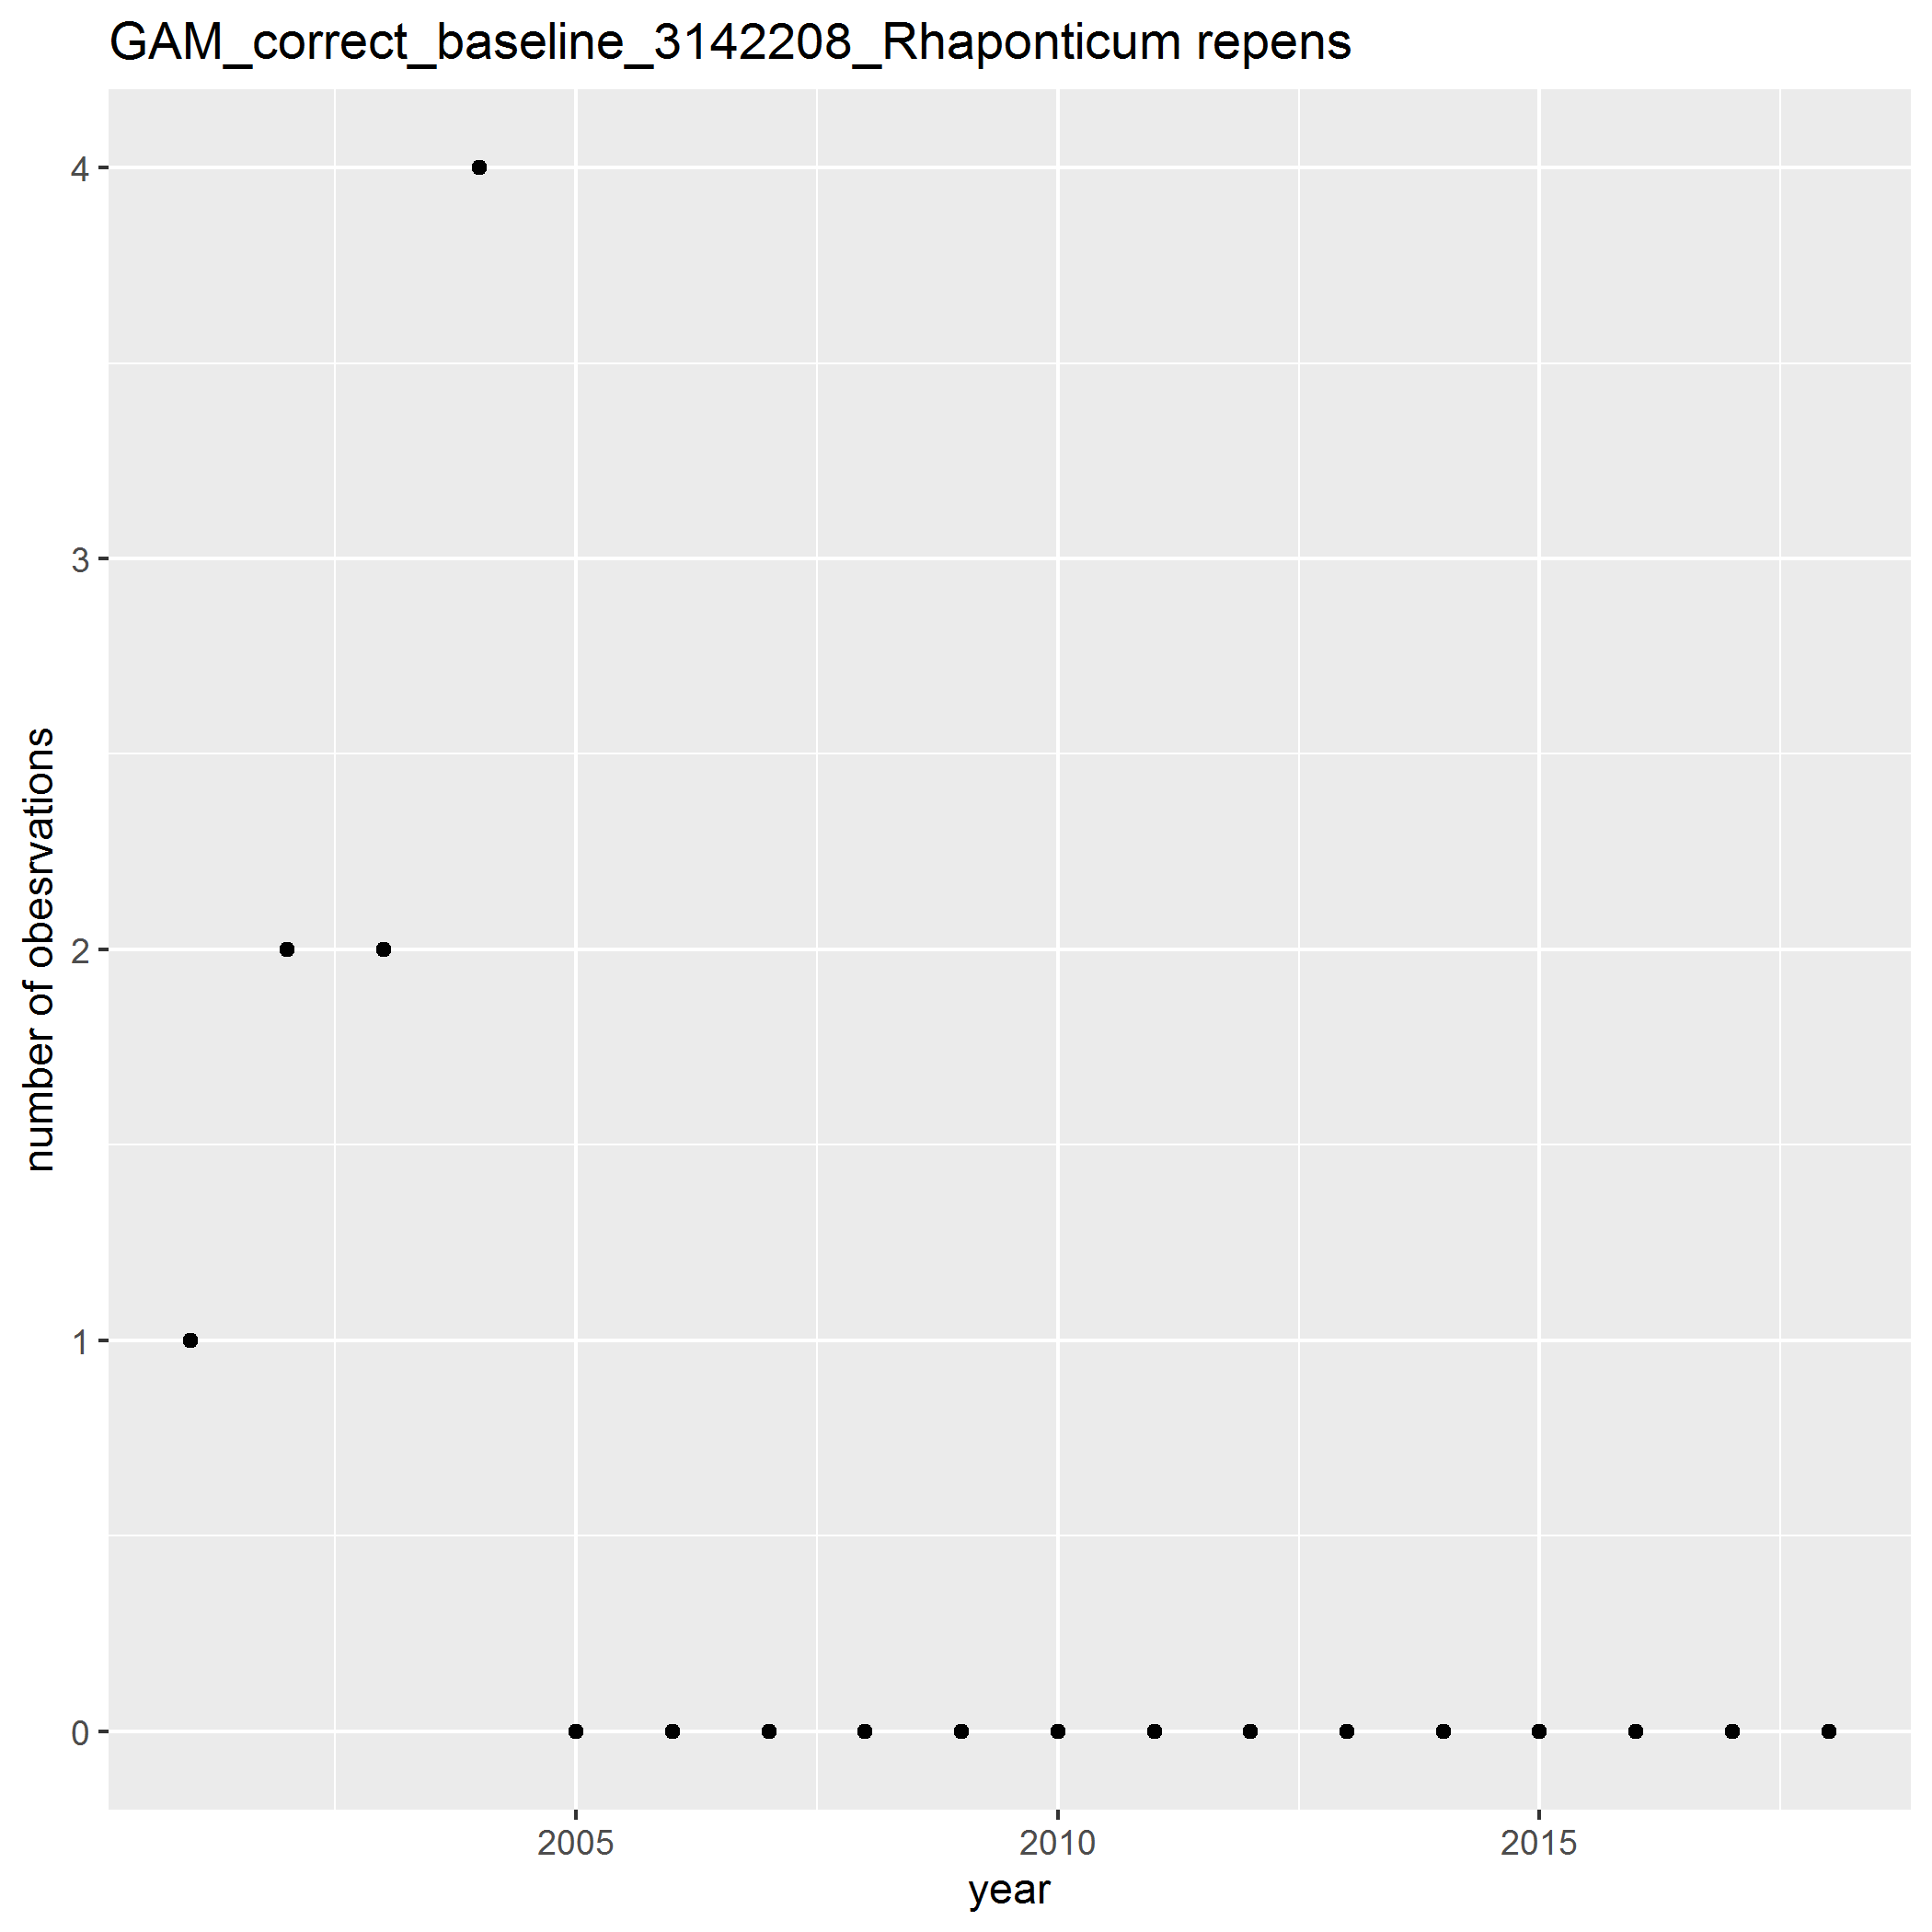 GAM_correct_baseline_3142208_Rhaponticum repens
4
3
2
1
0
number of obesrvations
2005 2010 2015
year